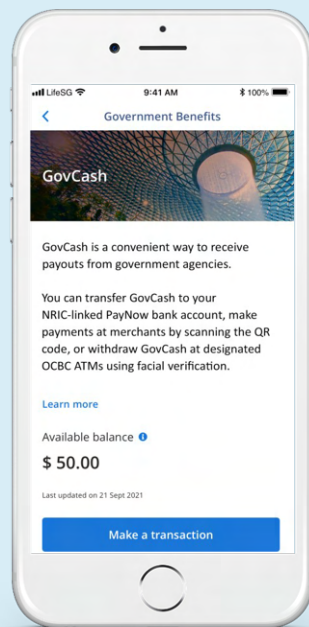 LifeSG 9:41 AM 100%
Government Benefits
GovCash
GovCash is a convenient way to receive
payouts from government agencies.
You can transfer GovCash to your
NRIC-linked PayNow bank account, make
payments at merchants by scanning the QR
code, or withdraw GovCash at designated
OCBC ATMs using facial verification.
Learn more
Available balance
$ 50.00
Last updated on 21 Sept 2021
Make a transaction